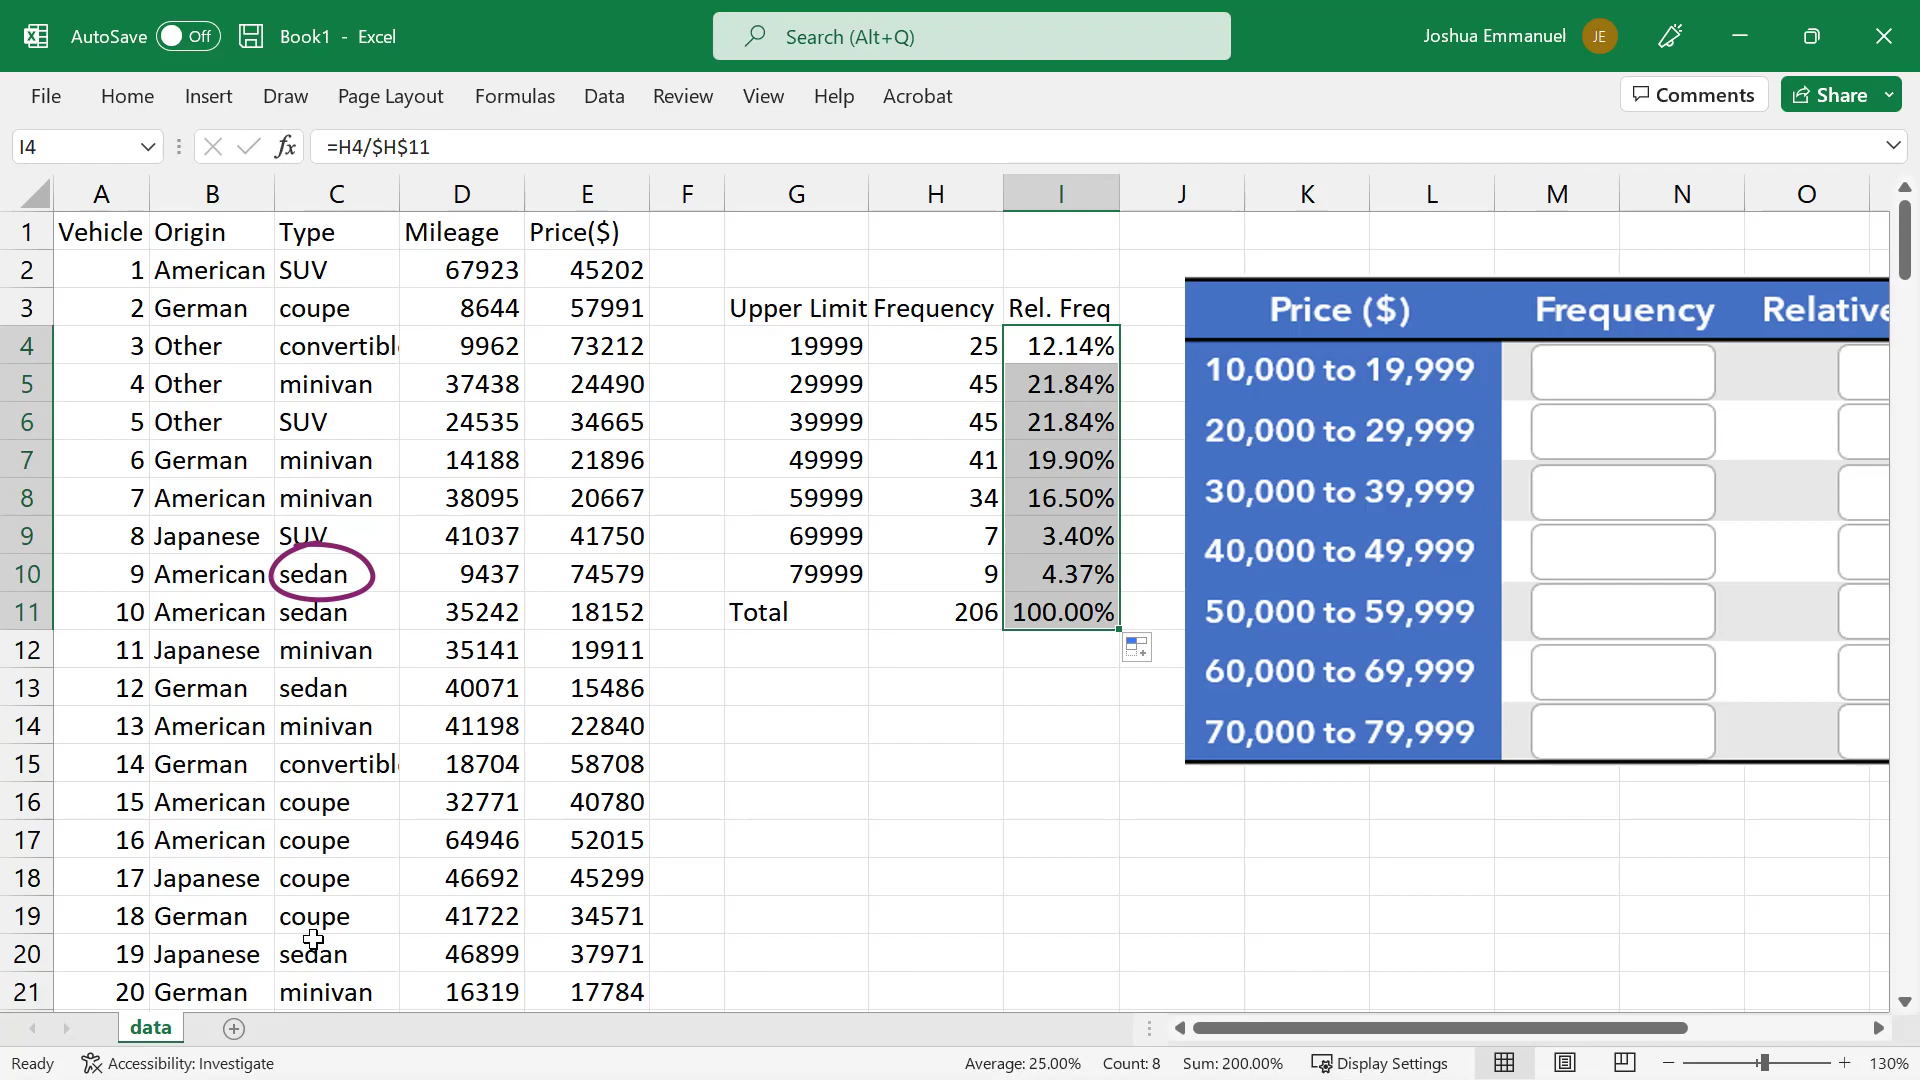 AutoSave Off Book1 - Excel Search (Alt+Q) Joshua Emmanuel JE
File Home Insert Draw Page Layout Formulas Data Review View Help Acrobat Comments Share
I4 fx =H4/$H$11
A B C D E F G H I J K L M N O
1 Vehicle Origin Type Mileage Price($)
2 1 American SUV 67923 45202
3 2 German coupe 8644 57991 Upper Limit Frequency Rel. Freq
4 3 Other convertibl 9962 73212 19999 25 12.14%
5 4 Other minivan 37438 24490 29999 45 21.84%
6 5 Other SUV 24535 34665 39999 45 21.84%
7 6 German minivan 14188 21896 49999 41 19.90%
8 7 American minivan 38095 20667 59999 34 16.50%
9 8 Japanese SUV 41037 41750 69999 7 3.40%
10 9 American sedan 9437 74579 79999 9 4.37%
11 10 American sedan 35242 18152 Total 206 100.00%
12 11 Japanese minivan 35141 19911
13 12 German sedan 40071 15486
14 13 American minivan 41198 22840
15 14 German convertibl 18704 58708
16 15 American coupe 32771 40780
17 16 American coupe 64946 52015
18 17 Japanese coupe 46692 45299
19 18 German coupe 41722 34571
20 19 Japanese sedan 46899 37971
21 20 German minivan 16319 17784
Price ($) Frequency Relative
10,000 to 19,999
20,000 to 29,999
30,000 to 39,999
40,000 to 49,999
50,000 to 59,999
60,000 to 69,999
70,000 to 79,999
data
Ready Accessibility: Investigate Average: 25.00% Count: 8 Sum: 200.00% Display Settings 130%